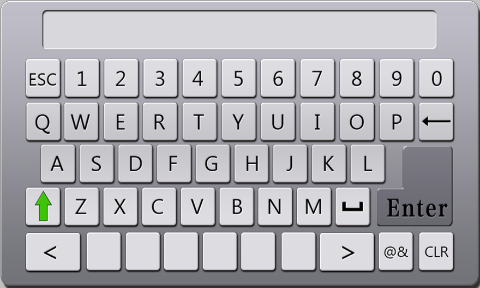 ESC 1 2 3 4 5 6 7 8 9 0
Q W E R T Y U I O P ←
A S D F G H J K L
Z X C V B N M ⎵ Enter
< > @& CLR